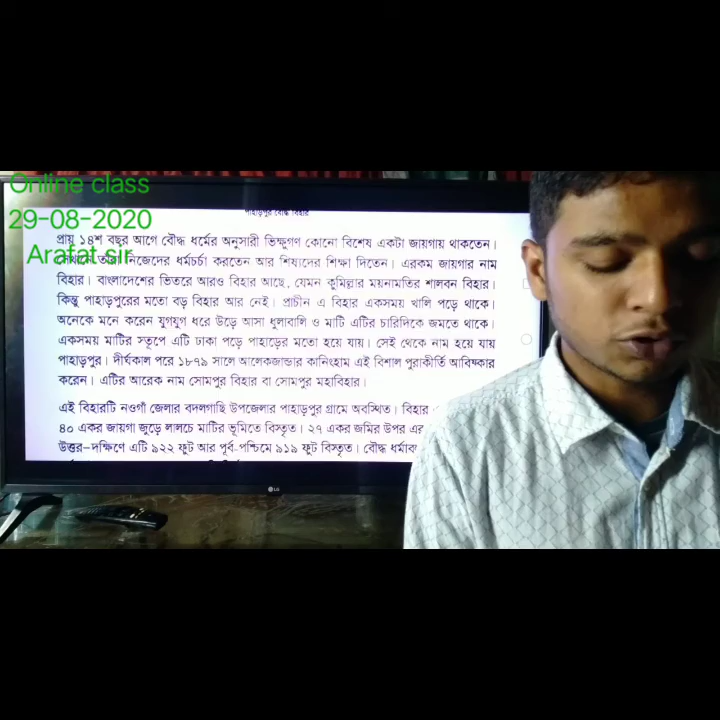 Online class
29-08-2020
Arafat sir
পাহাড়পুর বৌদ্ধ বিহার
প্রায় ১৪শ বছর আগে বৌদ্ধ ধর্মের অনুসারী ভিক্ষুগণ কোনো বিশেষ একটা জায়গায় থাকতেন।
নিজেদের ধর্মচর্চা করতেন আর শিষ্যদের শিক্ষা দিতেন। এরকম জায়গার নাম
বিহার। বাংলাদেশের ভিতরে আরও বিহার আছে, যেমন কুমিল্লার ময়নামতির শালবন বিহার।
কিন্তু পাহাড়পুরের মতো বড় বিহার আর নেই। প্রাচীন এ বিহার একসময় খালি পড়ে থাকে।
অনেকে মনে করেন যুগযুগ ধরে উড়ে আসা ধুলাবালি ও মাটি এটির চারিদিকে জমতে থাকে।
একসময় মাটির স্তূপে এটি ঢাকা পড়ে পাহাড়ের মতো হয়ে যায়। সেই থেকে নাম হয়ে যায়
পাহাড়পুর। দীর্ঘকাল পরে ১৮৭৯ সালে আলেকজান্ডার কানিংহাম এই বিশাল পুরাকীর্তি আবিষ্কার
করেন। এটির আরেক নাম সোমপুর বিহার বা সোমপুর মহাবিহার।
এই বিহারটি নওগাঁ জেলার বদলগাছি উপজেলার পাহাড়পুর গ্রামে অবস্থিত। বিহার
৪০ একর জায়গা জুড়ে লালচে মাটির ভূমিতে বিস্তৃত। ২৭ একর জমির উপর এর
উত্তর-দক্ষিণে এটি ৯২২ ফুট আর পূর্ব-পশ্চিমে ৯১৯ ফুট বিস্তৃত। বৌদ্ধ
LG